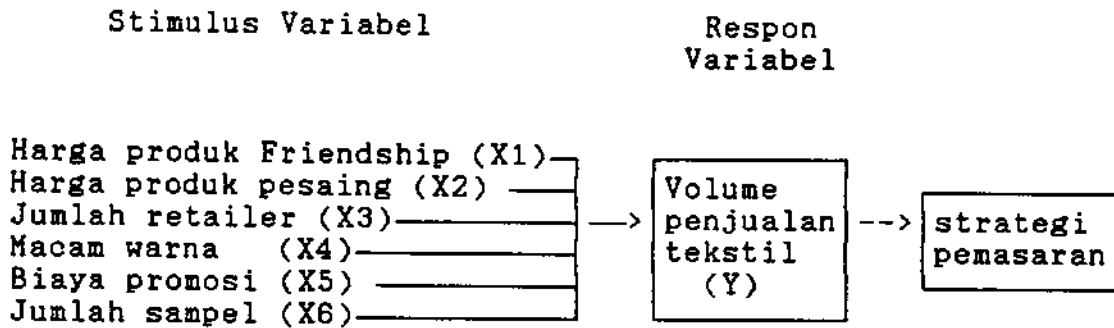 Stimulus Variabel
Respon
Variabel
Harga produk Friendship (X1)
Harga produk pesaing (X2)
Jumlah retailer (X3)
Macam warna (X4)
Biaya promosi (X5)
Jumlah sampel (X6)
Volume
penjualan
tekstil
(Y)
strategi
pemasaran